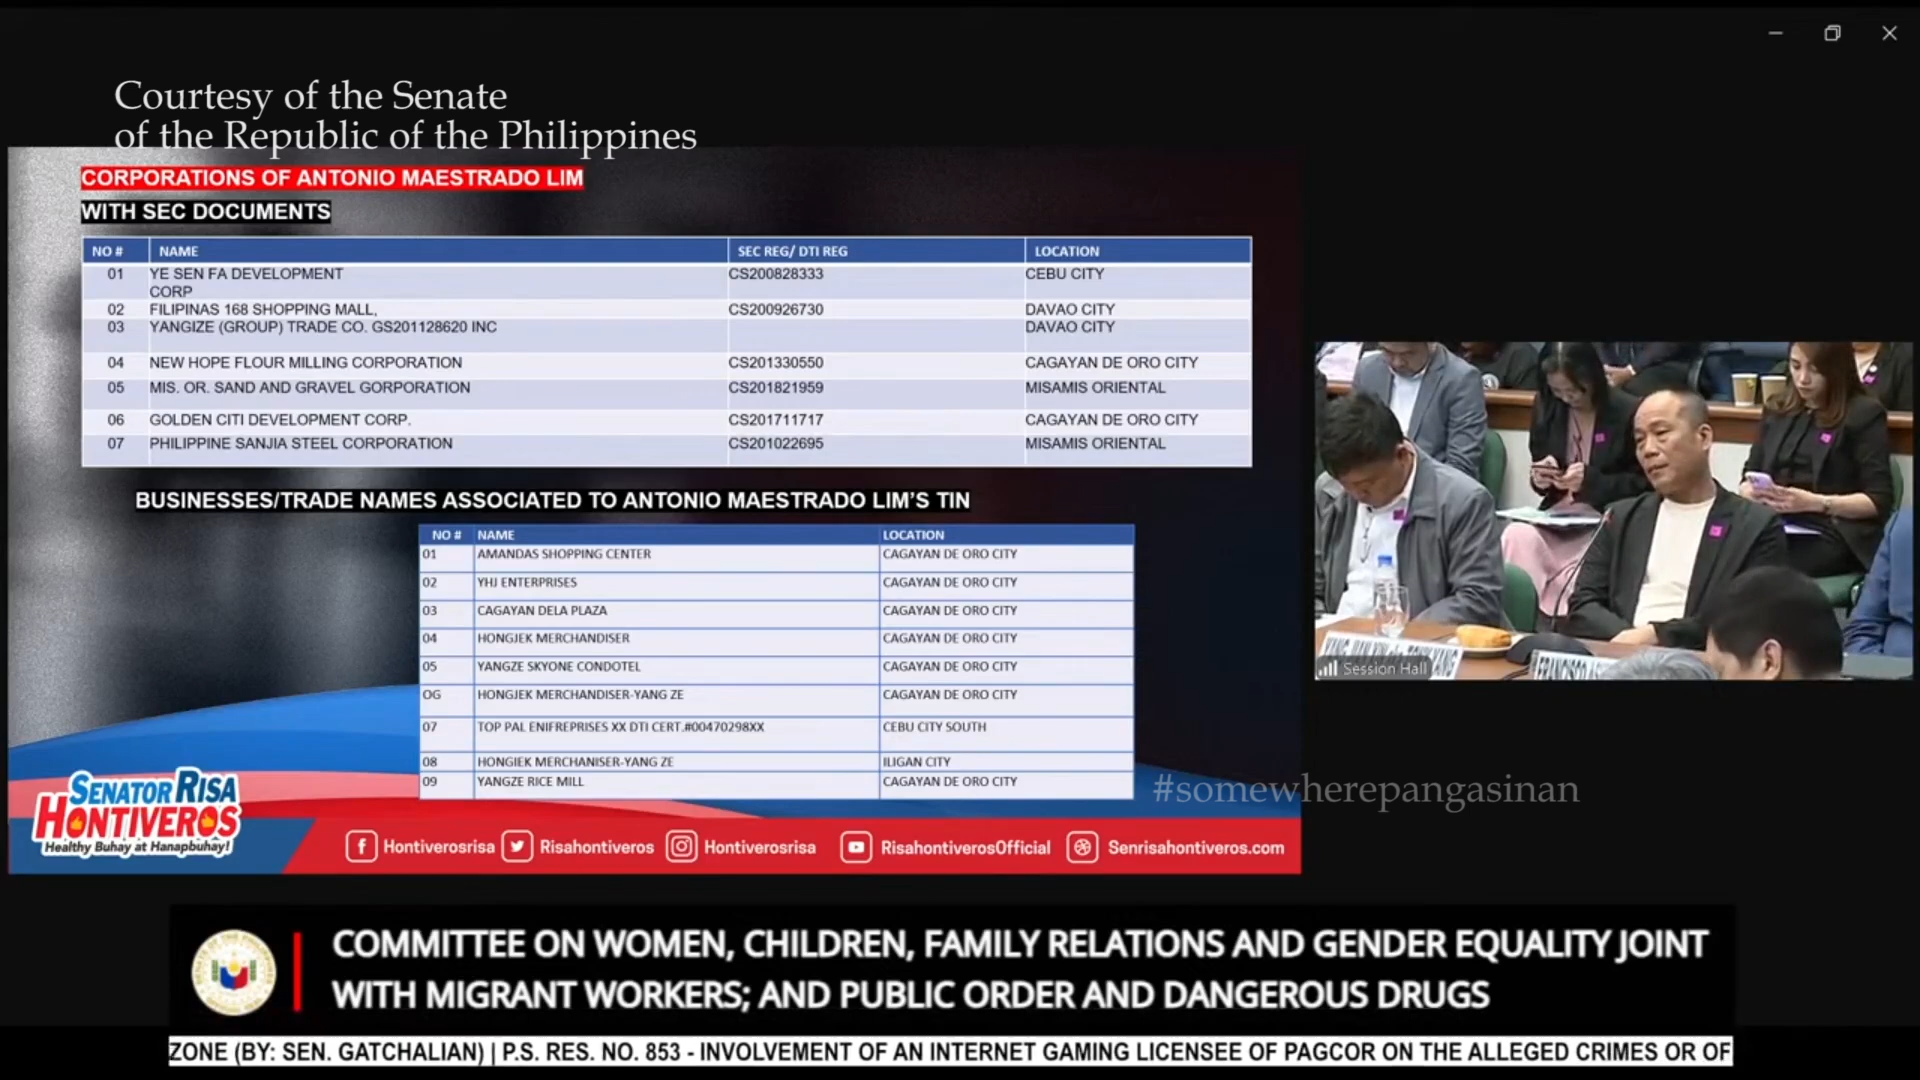 Courtesy of the Senate
of the Republic of the Philippines
CORPORATIONS OF ANTONIO MAESTRADO LIM
WITH SEC DOCUMENTS
NO # NAME SEC REG/ DTI REG LOCATION
01 YE SEN FA DEVELOPMENT CS200828333 CEBU CITY
CORP
02 FILIPINAS 168 SHOPPING MALL, CS200926730 DAVAO CITY
03 YANGIZE (GROUP) TRADE CO. GS201128620 INC DAVAO CITY
04 NEW HOPE FLOUR MILLING CORPORATION CS201330550 CAGAYAN DE ORO CITY
05 MIS. OR. SAND AND GRAVEL GORPORATION CS201821959 MISAMIS ORIENTAL
06 GOLDEN CITI DEVELOPMENT CORP. CS201711717 CAGAYAN DE ORO CITY
07 PHILIPPINE SANJIA STEEL CORPORATION CS201022695 MISAMIS ORIENTAL
BUSINESSES/TRADE NAMES ASSOCIATED TO ANTONIO MAESTRADO LIM'S TIN
NO # NAME LOCATION
01 AMANDAS SHOPPING CENTER CAGAYAN DE ORO CITY
02 YHJ ENTERPRISES CAGAYAN DE ORO CITY
03 CAGAYAN DELA PLAZA CAGAYAN DE ORO CITY
04 HONGJEK MERCHANDISER CAGAYAN DE ORO CITY
05 YANGZE SKYONE CONDOTEL CAGAYAN DE ORO CITY
OG HONGJEK MERCHANDISER-YANG ZE CAGAYAN DE ORO CITY
07 TOP PAL ENIFREPRISES XX DTI CERT.#00470298XX CEBU CITY SOUTH
08 HONGIEK MERCHANISER-YANG ZE ILIGAN CITY
09 YANGZE RICE MILL CAGAYAN DE ORO CITY
Session Hall
#somewherepangasinan
SENATOR RISA
HONTIVEROS
Healthy Buhay at Hanapbuhay!
Hontiverosrisa Risahontiveros Hontiverosrisa RisahontiverosOfficial Senrisahontiveros.com
COMMITTEE ON WOMEN, CHILDREN, FAMILY RELATIONS AND GENDER EQUALITY JOINT
WITH MIGRANT WORKERS; AND PUBLIC ORDER AND DANGEROUS DRUGS
ZONE (BY: SEN. GATCHALIAN) | P.S. RES. NO. 853 - INVOLVEMENT OF AN INTERNET GAMING LICENSEE OF PAGCOR ON THE ALLEGED CRIMES OR OF